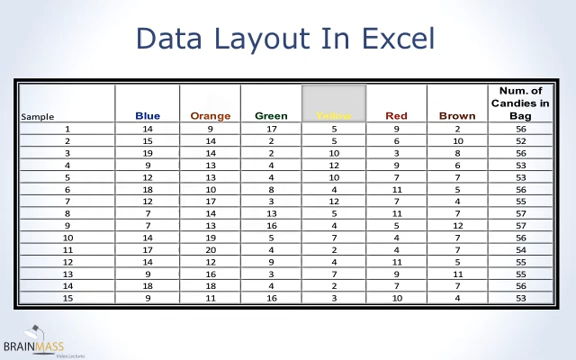 Data Layout In Excel
Sample Blue Orange Green Yellow Red Brown Num. of Candies in Bag
1 14 9 17 5 9 2 56
2 15 14 2 5 6 10 52
3 19 14 2 10 3 8 56
4 9 13 4 12 9 6 53
5 12 13 4 10 7 7 53
6 18 10 8 4 11 5 56
7 12 17 3 12 7 4 55
8 7 14 13 5 11 7 57
9 7 13 16 4 5 12 57
10 14 19 5 7 4 7 56
11 17 20 4 2 4 7 54
12 14 12 9 4 11 5 55
13 9 16 3 7 9 11 55
14 18 18 4 2 7 7 56
15 9 11 16 3 10 4 53
BRAINMASS
Video Lectures